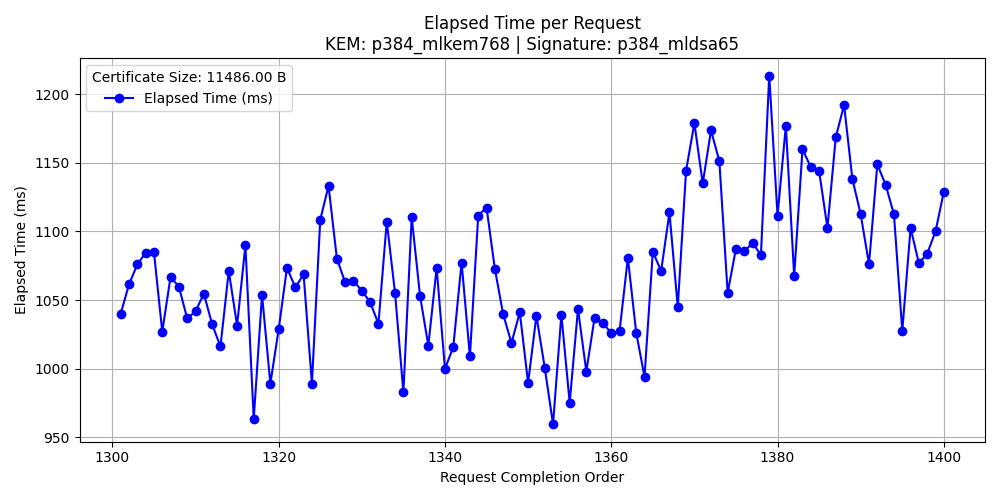 Elapsed Time per Request
KEM: p384_mlkem768 | Signature: p384_mldsa65
Certificate Size: 11486.00 B
Elapsed Time (ms)
Elapsed Time (ms)
1200
1150
1100
1050
1000
950
1300 1320 1340 1360 1380 1400
Request Completion Order